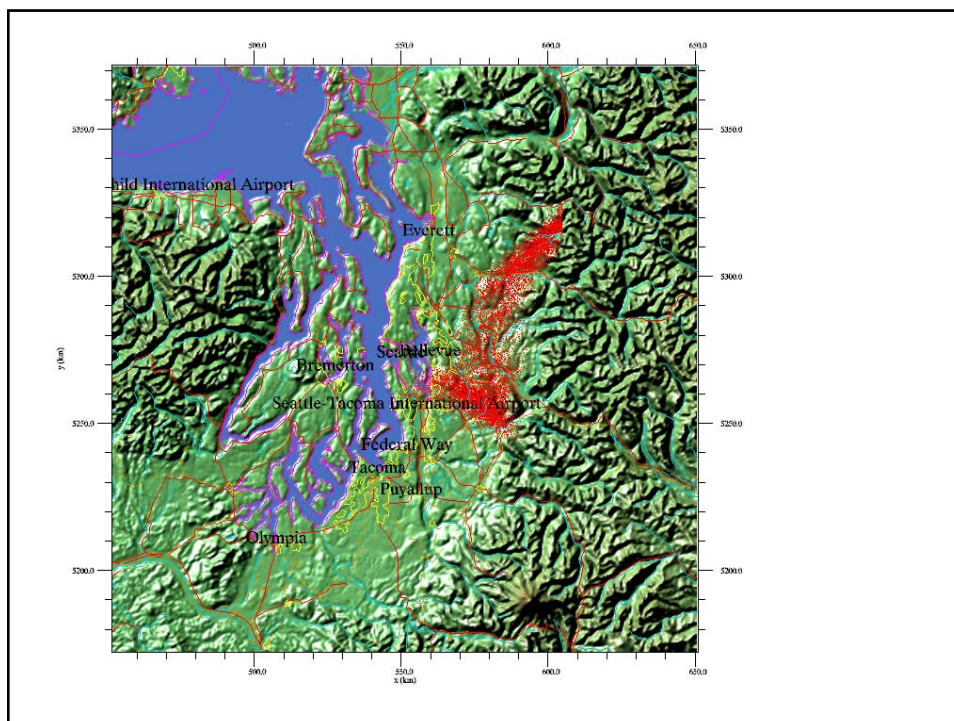 500.0 550.0 600.0 650.0
5350.0 5350.0
hild International Airport
Everett
5300.0 5300.0
y (km)
Seattle Bellevue
Bremerton
Seattle-Tacoma International Airport
5250.0 5250.0
Federal Way
Tacoma
Puyallup
Olympia
5200.0 5200.0
500.0 550.0 600.0 650.0
x (km)